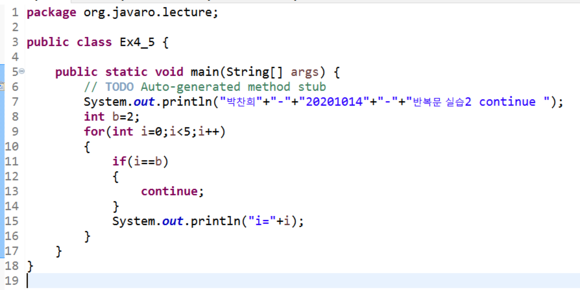 1 package org.javaro.lecture;
2
3 public class Ex4_5 {
4
5 public static void main(String[] args) {
6 // TODO Auto-generated method stub
7 System.out.println("박찬희"+"-"+"20201014"+"-"+"반복문 실습2 continue ");
8 int b=2;
9 for(int i=0;i<5;i++)
10 {
11 if(i==b)
12 {
13 continue;
14 }
15 System.out.println("i="+i);
16 }
17 }
18 }
19